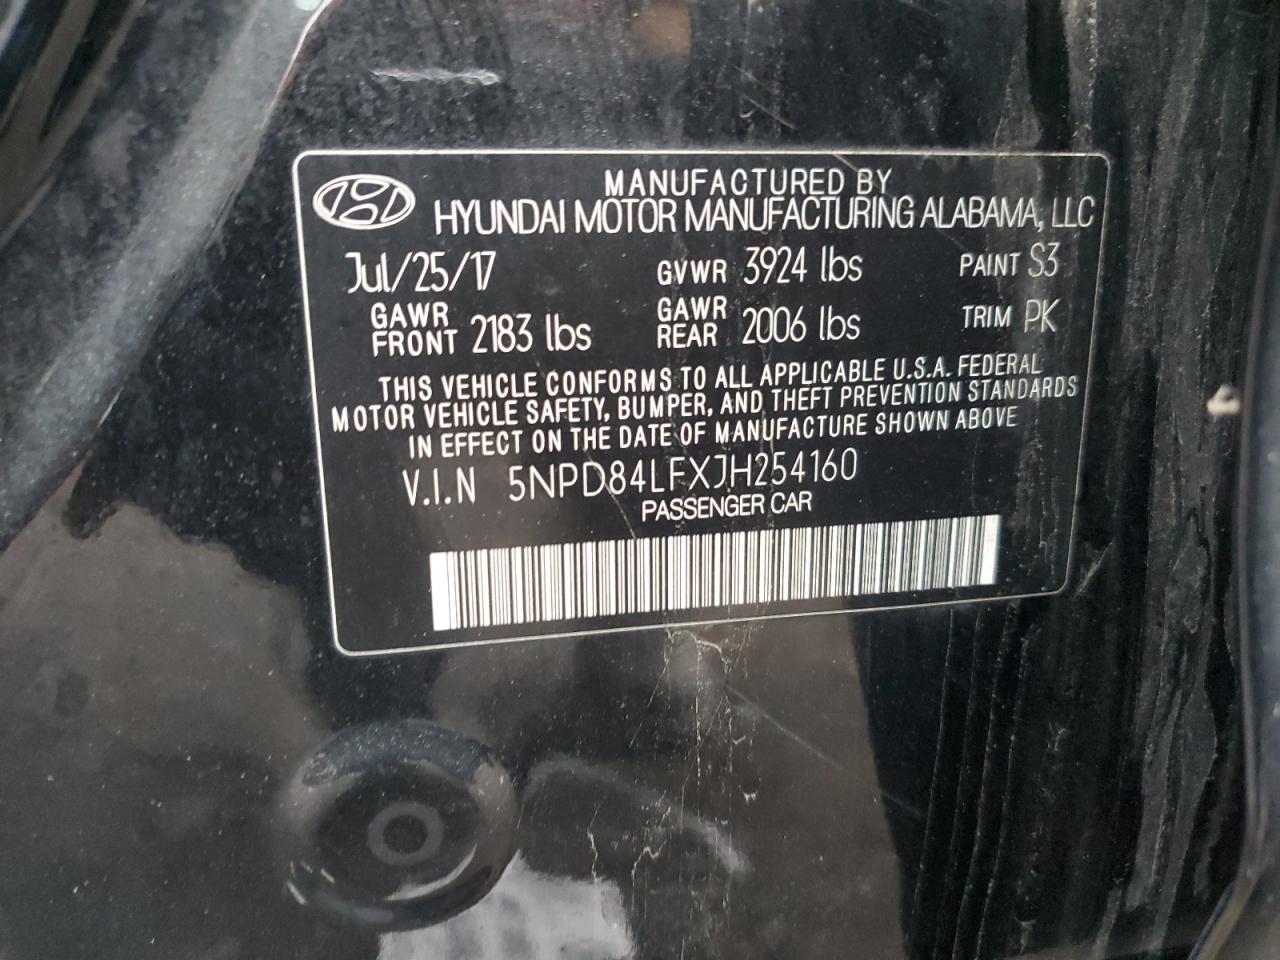 MANUFACTURED BY
HYUNDAI MOTOR MANUFACTURING ALABAMA, LLC
Jul/25/17 GVWR 3924 lbs PAINT S3
GAWR FRONT 2183 lbs GAWR REAR 2006 lbs TRIM PK
THIS VEHICLE CONFORMS TO ALL APPLICABLE U.S.A. FEDERAL
MOTOR VEHICLE SAFETY, BUMPER, AND THEFT PREVENTION STANDARDS
IN EFFECT ON THE DATE OF MANUFACTURE SHOWN ABOVE
V.I.N 5NPD84LFXJH254160
PASSENGER CAR